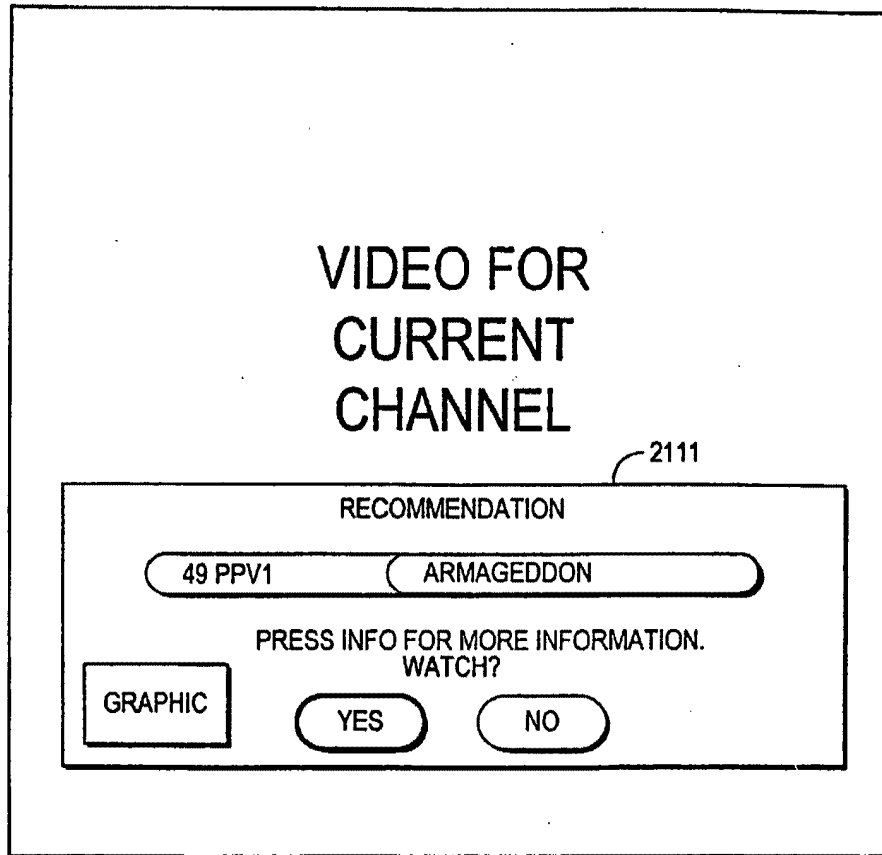 VIDEO FOR
CURRENT
CHANNEL
2111
RECOMMENDATION
49 PPV1 ARMAGEDDON
PRESS INFO FOR MORE INFORMATION.
WATCH?
GRAPHIC
YES NO